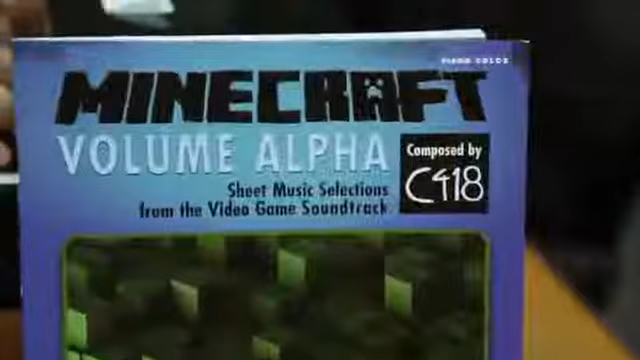 PIANO SOLOS
MINECRAFT
VOLUME ALPHA
Composed by
C418
Sheet Music Selections
from the Video Game Soundtrack